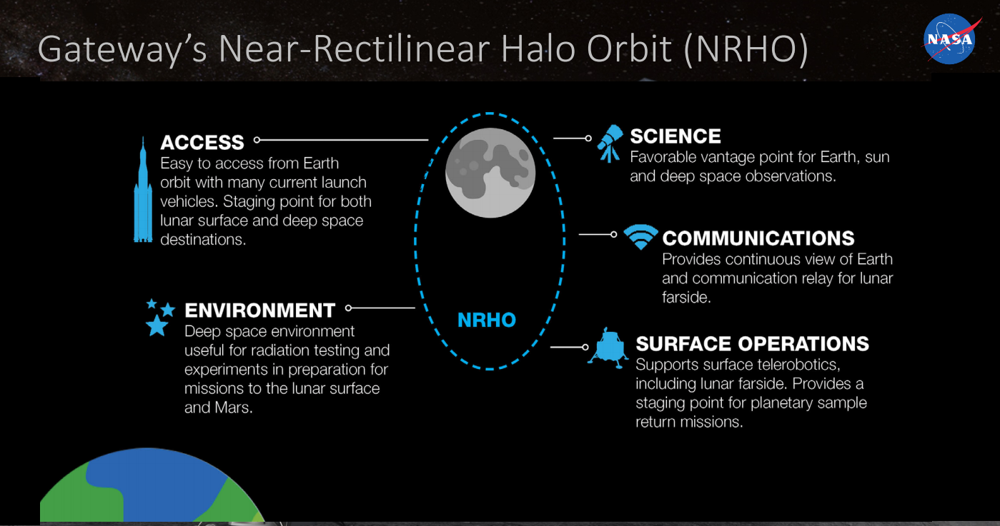 Gateway’s Near-Rectilinear Halo Orbit (NRHO)
NASA
ACCESS
Easy to access from Earth
orbit with many current launch
vehicles. Staging point for both
lunar surface and deep space
destinations.
ENVIRONMENT
Deep space environment
useful for radiation testing and
experiments in preparation for
missions to the lunar surface
and Mars.
NRHO
SCIENCE
Favorable vantage point for Earth, sun
and deep space observations.
COMMUNICATIONS
Provides continuous view of Earth
and communication relay for lunar
farside.
SURFACE OPERATIONS
Supports surface telerobotics,
including lunar farside. Provides a
staging point for planetary sample
return missions.